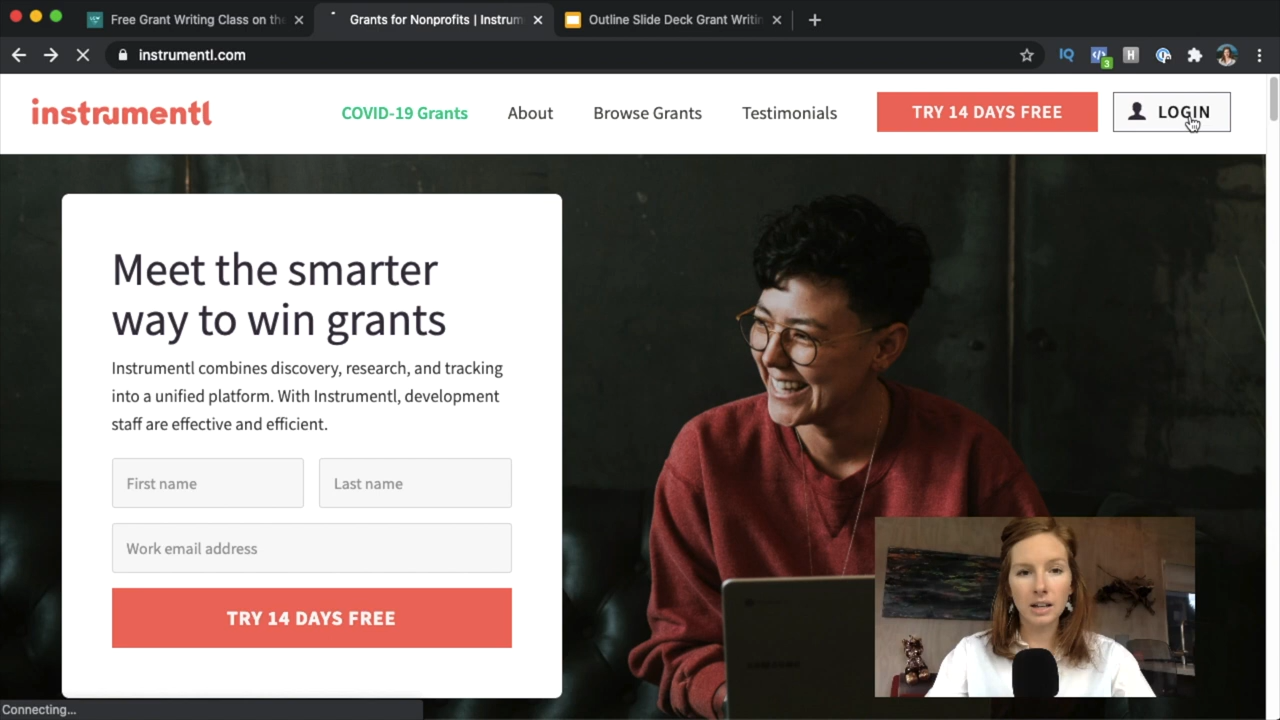 Free Grant Writing Class on the
Grants for Nonprofits | Instrum
Outline Slide Deck Grant Writin
instrumentl.com
IQ
3
H
instrumentl
COVID-19 Grants
About
Browse Grants
Testimonials
TRY 14 DAYS FREE
LOGIN
Meet the smarter
way to win grants
Instrumentl combines discovery, research, and tracking
into a unified platform. With Instrumentl, development
staff are effective and efficient.
First name
Last name
Work email address
TRY 14 DAYS FREE
Connecting...